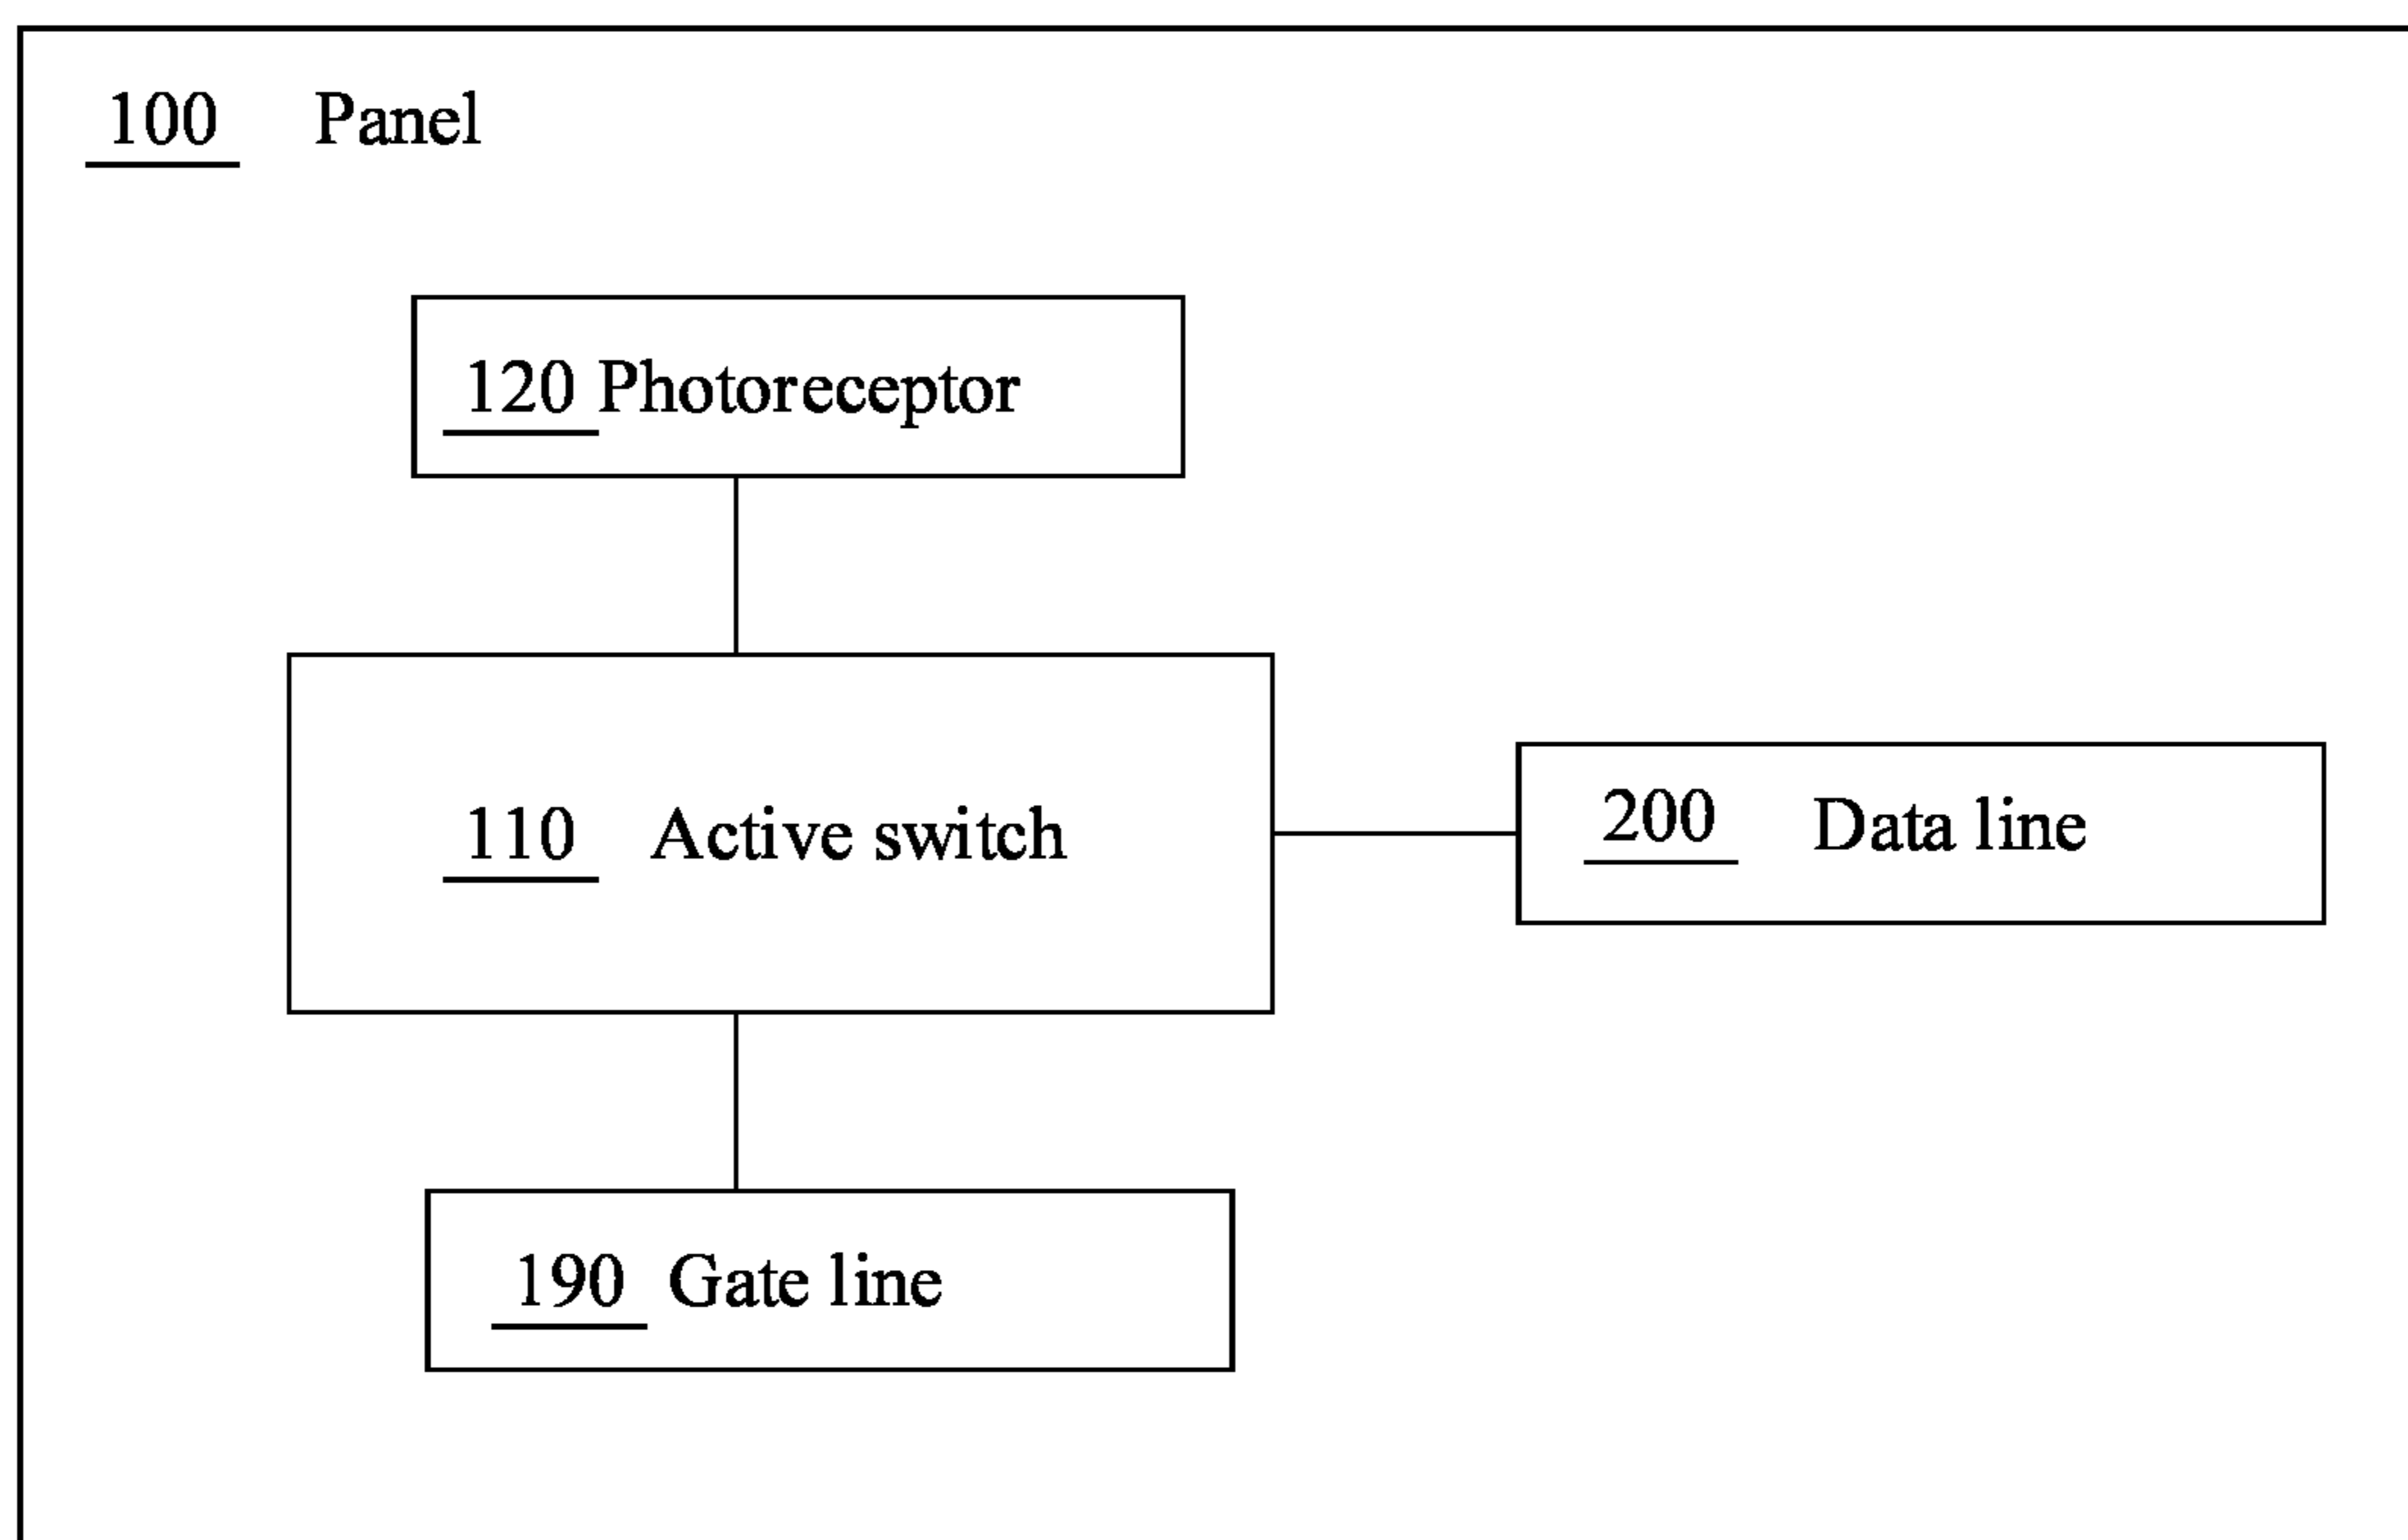 100 Panel
120 Photoreceptor
110 Active switch
200 Data line
190 Gate line